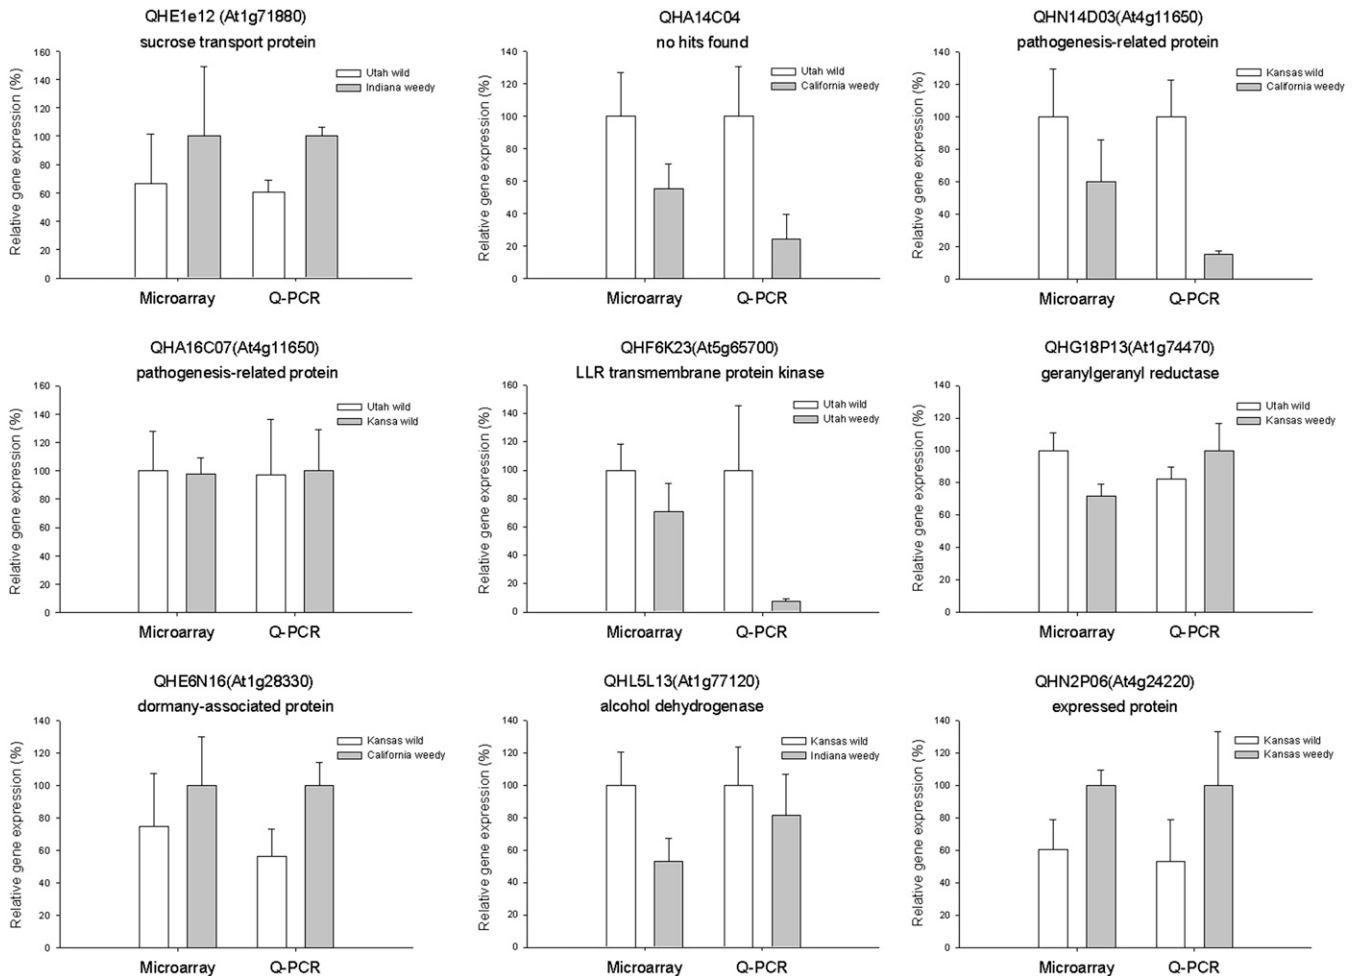 QHE1e12 (At1g71880)
sucrose transport protein
Relative gene expression (%)
160
140
120
100
80
60
40
20
0
Utah wild
Indiana weedy
Microarray
Q-PCR
QHA14C04
no hits found
Relative gene expression (%)
140
120
100
80
60
40
20
0
Utah wild
California weedy
Microarray
Q-PCR
QHN14D03(At4g11650)
pathogenesis-related protein
Relative gene expression (%)
140
120
100
80
60
40
20
0
Kansas wild
California weedy
Microarray
Q-PCR
QHA16C07(At4g11650)
pathogenesis-related protein
Relative gene expression (%)
160
140
120
100
80
60
40
20
0
Utah wild
Kansa wild
Microarray
Q-PCR
QHF6K23(At5g65700)
LLR transmembrane protein kinase
Relative gene expression (%)
160
140
120
100
80
60
40
20
0
Utah wild
Utah weedy
Microarray
Q-PCR
QHG18P13(At1g74470)
geranylgeranyl reductase
Relative gene expression (%)
140
120
100
80
60
40
20
0
Utah wild
Kansas weedy
Microarray
Q-PCR
QHE6N16(At1g28330)
dormany-associated protein
Relative gene expression (%)
140
120
100
80
60
40
20
0
Kansas wild
California weedy
Microarray
Q-PCR
QHL5L13(At1g77120)
alcohol dehydrogenase
Relative gene expression (%)
140
120
100
80
60
40
20
0
Kansas wild
Indiana weedy
Microarray
Q-PCR
QHN2P06(At4g24220)
expressed protein
Relative gene expression (%)
140
120
100
80
60
40
20
0
Kansas wild
Kansas weedy
Microarray
Q-PCR